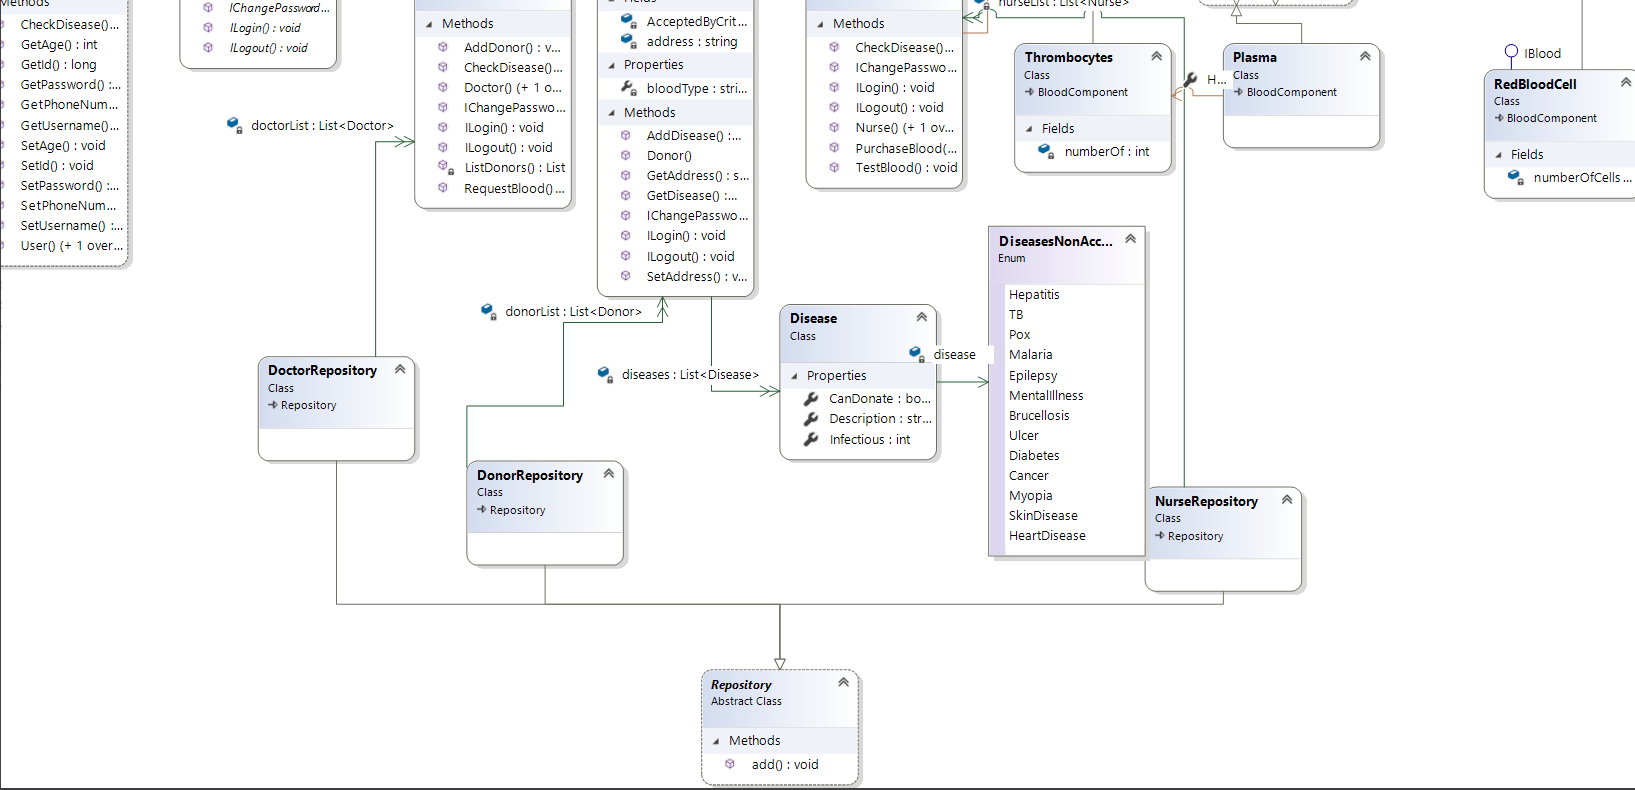 Methods
CheckDisease()...
GetAge() : int
GetId() : long
GetPassword() :...
GetPhoneNum...
GetUsername()...
SetAge() : void
SetId() : void
SetPassword() :...
SetPhoneNum...
SetUsername() :...
User() (+ 1 over...
IChangePassword...
ILogin() : void
ILogout() : void
doctorList : List<Doctor>
Methods
AddDonor() : v...
CheckDisease()...
Doctor() (+ 1 o...
IChangePasswo...
ILogin() : void
ILogout() : void
ListDonors() : List
RequestBlood()...
Fields
AcceptedByCrit...
address : string
Properties
bloodType : stri...
Methods
AddDisease() :...
Donor()
GetAddress() : s...
GetDisease() :...
IChangePasswo...
ILogin() : void
ILogout() : void
SetAddress() : v...
Methods
CheckDisease()...
IChangePasswo...
ILogin() : void
ILogout() : void
Nurse() (+ 1 ov...
PurchaseBlood(...
TestBlood() : void
nurseList : List<Nurse>
Thrombocytes
Class
BloodComponent
Fields
numberOf : int
H...
Plasma
Class
BloodComponent
IBlood
RedBloodCell
Class
BloodComponent
Fields
numberOfCells ...
donorList : List<Donor>
diseases : List<Disease>
Disease
Class
Properties
CanDonate : bo...
Description : str...
Infectious : int
disease
DiseasesNonAcc...
Enum
Hepatitis
TB
Pox
Malaria
Epilepsy
MentalIllness
Brucellosis
Ulcer
Diabetes
Cancer
Myopia
SkinDisease
HeartDisease
DoctorRepository
Class
Repository
DonorRepository
Class
Repository
NurseRepository
Class
Repository
Repository
Abstract Class
Methods
add() : void